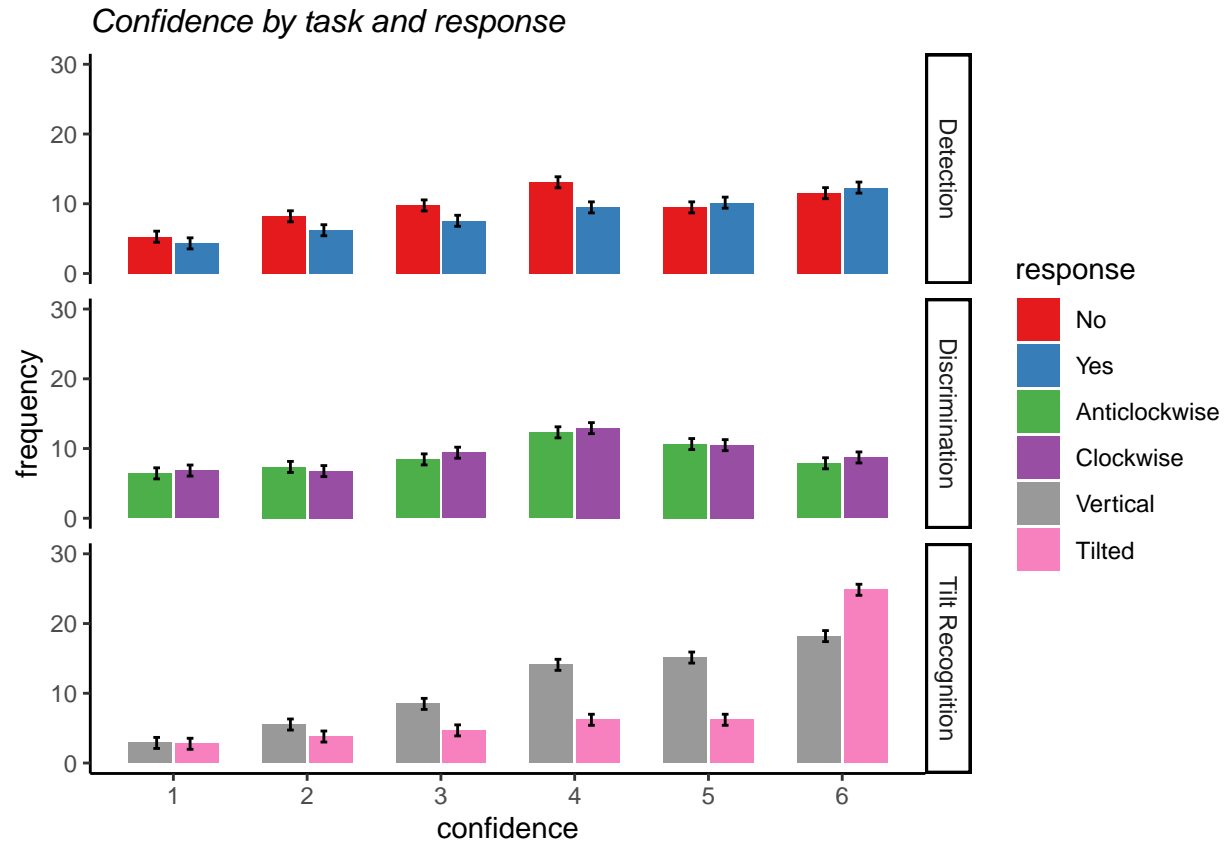 Confidence by task and response
30
20
10
0
Detection
30
20
10
0
Discrimination
30
20
10
0
Tilt Recognition
frequency
1 2 3 4 5 6
confidence
response
No
Yes
Anticlockwise
Clockwise
Vertical
Tilted